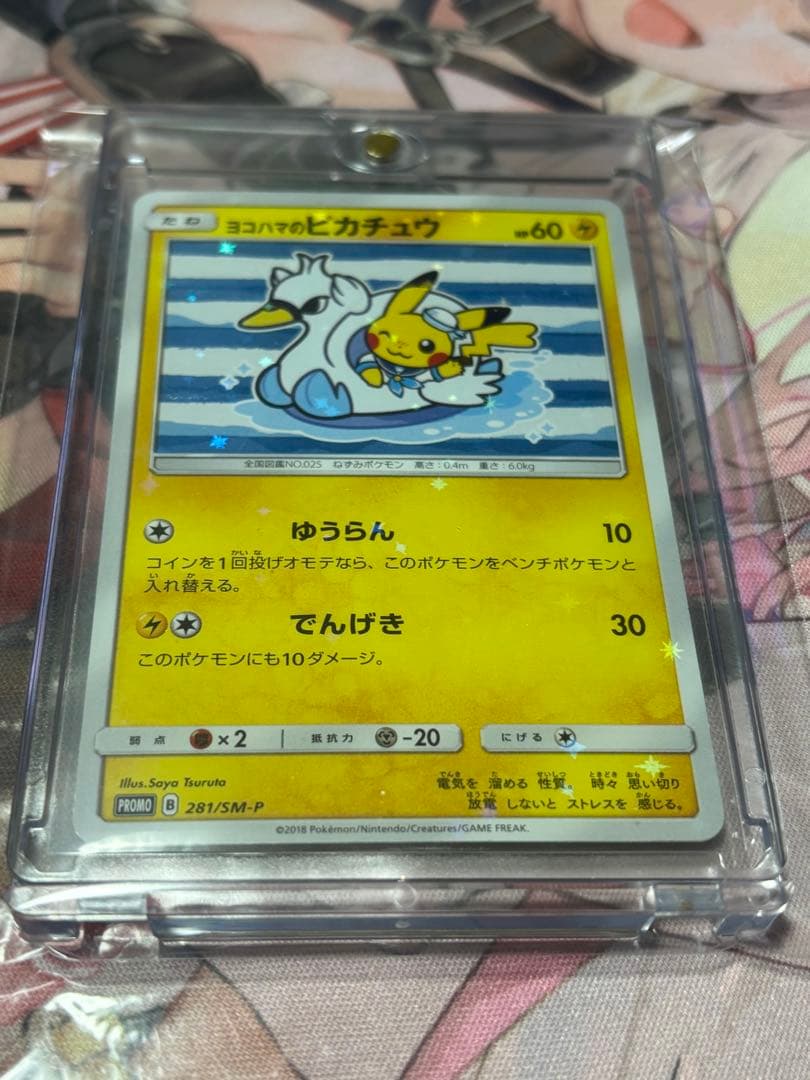 たね ヨコハマのピカチュウ HP60
全国図鑑NO.025 ねずみポケモン 高さ:0.4m 重さ:6.0kg
ゆうらん 10
コインを1回投げオモテなら、このポケモンをベンチポケモンと
入れ替える。
でんげき 30
このポケモンにも10ダメージ。
弱点 ×2 抵抗力 -20 にげる
Illus.Saya Tsuruta
電気を 溜める 性質。 時々 思い切り
放電 しないと ストレスを 感じる。
PROMO B 281/SM-P
©2018 Pokémon/Nintendo/Creatures/GAME FREAK.